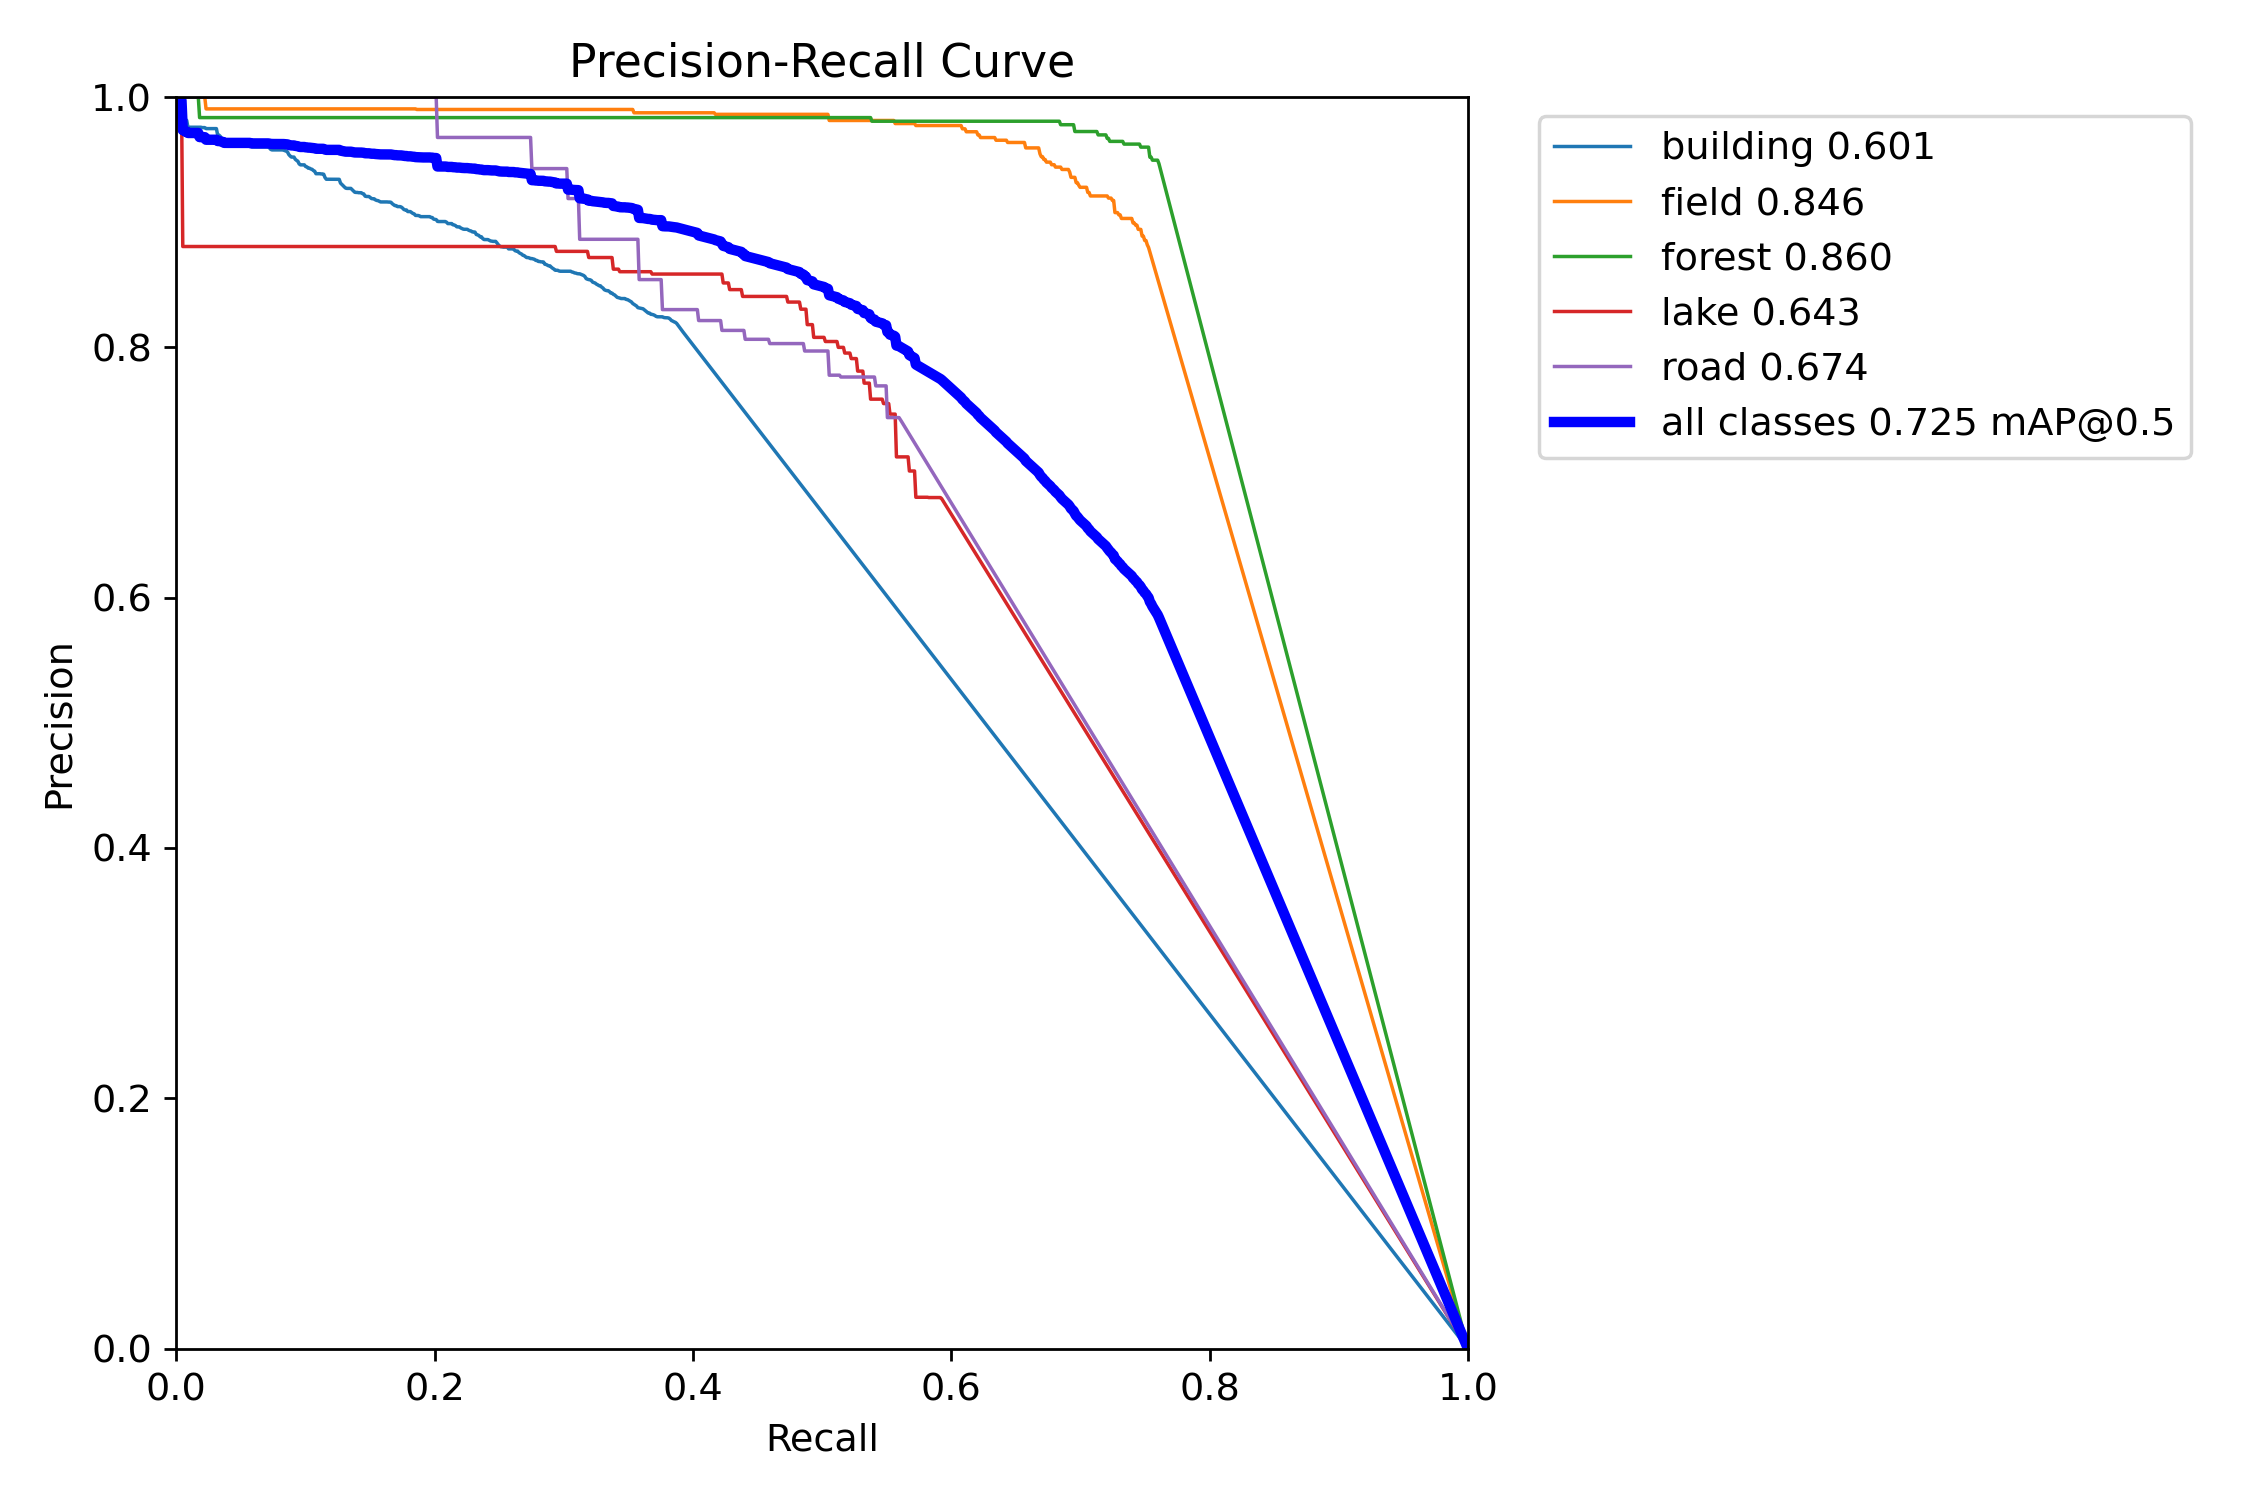 Precision-Recall Curve
1.0
0.8
0.6
0.4
0.2
0.0
Precision
0.0 0.2 0.4 0.6 0.8 1.0
Recall
building 0.601
field 0.846
forest 0.860
lake 0.643
road 0.674
all classes 0.725 mAP@0.5